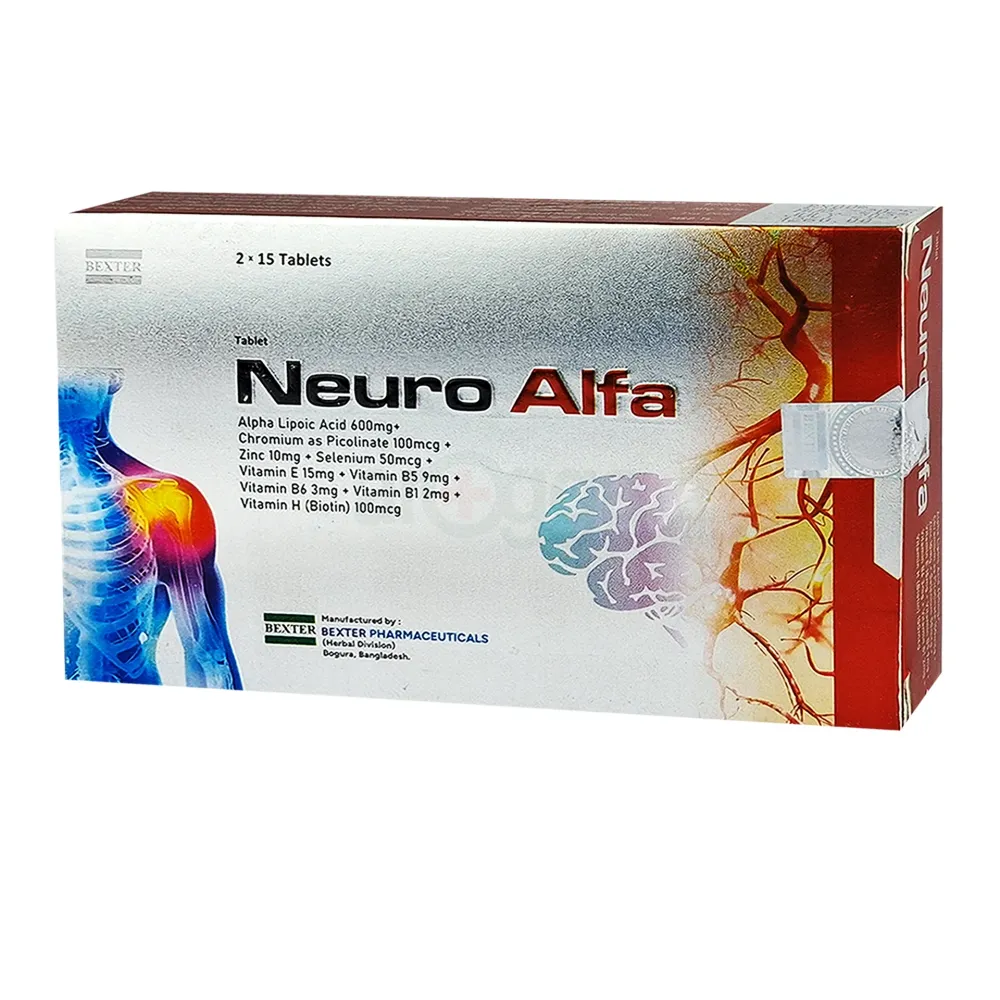 BEXTER
2 × 15 Tablets
Tablet
Neuro Alfa
Alpha Lipoic Acid 600mg+
Chromium as Picolinate 100mcg +
Zinc 10mg + Selenium 50mcg +
Vitamin E 15mg + Vitamin B5 9mg +
Vitamin B6 3mg + Vitamin B1 2mg +
Vitamin H (Biotin) 100mcg
BEXTER
Manufactured by :
BEXTER PHARMACEUTICALS
(Herbal Division)
Bogura, Bangladesh.